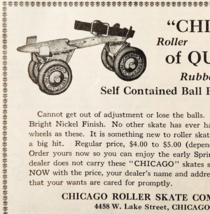 "CHI
Roller
of QU
Rubbe
Self Contained Ball B
Cannot get out of adjustment or lose the balls.
Bright Nickel Finish. No other skate has ever ha
wheels as these. It is something new to roller skat
a big hit. Regular price, $4.00 to $5.00 (depen
Order yours now so you can enjoy the early Sprin
dealer does not carry these "CHICAGO" skates s
NOW with the price, your dealer's name and addres
that your wants are cared for promptly.
CHICAGO ROLLER SKATE COM
4458 W. Lake Street, CHICAG